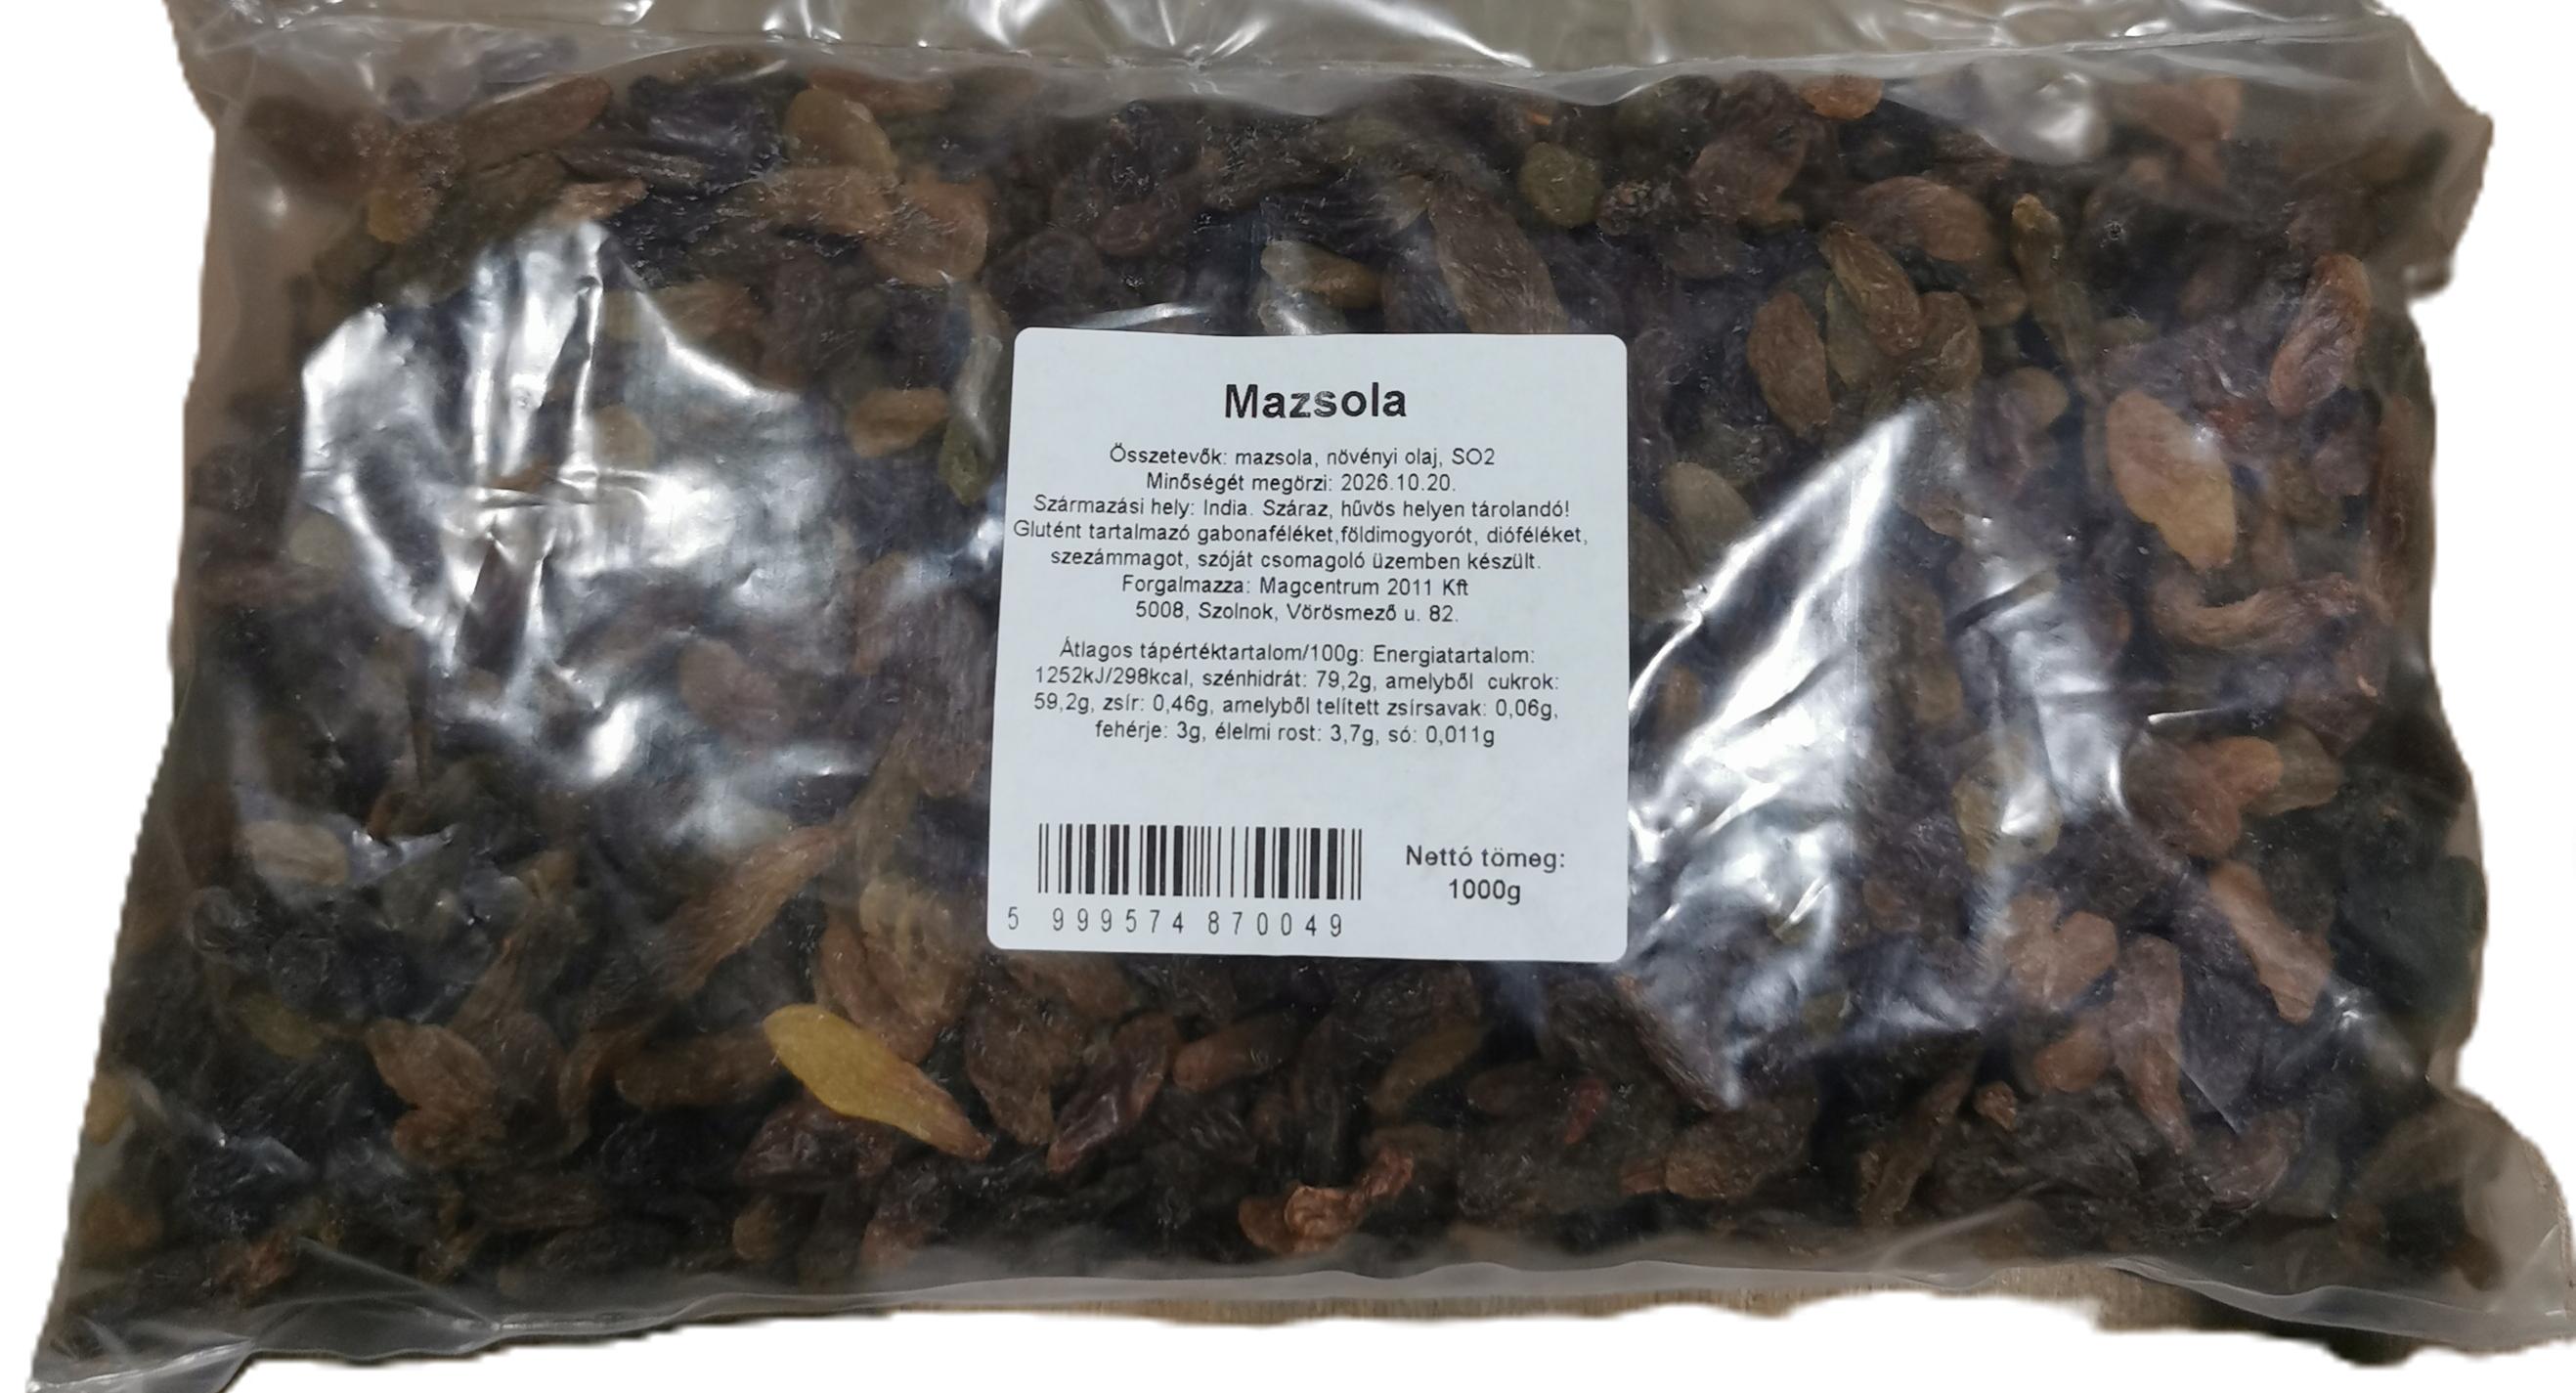 Mazsola
Összetevők: mazsola, növényi olaj, SO2
Minőségét megörzi: 2026.10.20.
Származási hely: India. Száraz, hűvös helyen tárolandó!
Glutént tartalmazó gabonaféléket,földimogyorót, dióféléket,
szezámmagot, szóját csomagoló üzemben készült.
Forgalmazza: Magcentrum 2011 Kft
5008, Szolnok, Vörösmező u. 82.
Átlagos tápértéktartalom/100g: Energiatartalom:
1252kJ/298kcal, szénhidrát: 79,2g, amelyből cukrok:
59,2g, zsír: 0,46g, amelyből telített zsírsavak: 0,06g,
fehérje: 3g, élelmi rost: 3,7g, só: 0,011g
Nettó tömeg:
1000g
5 999574 870049